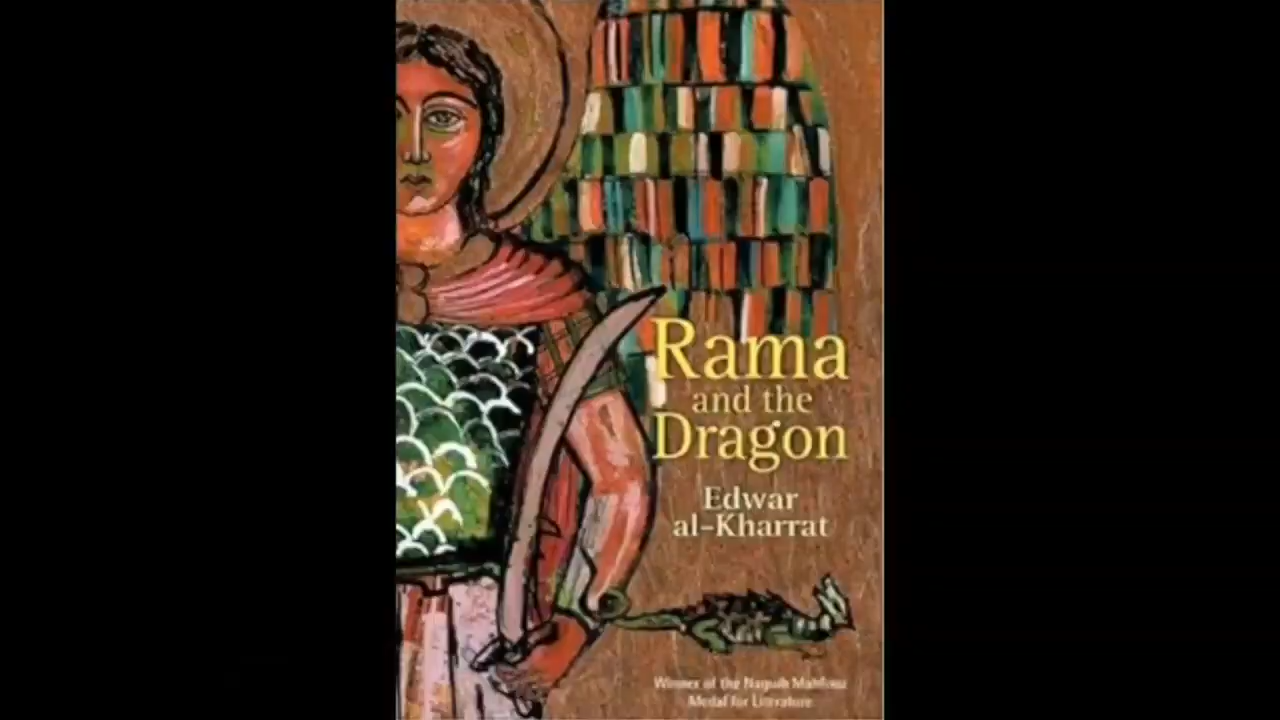 Rama
and the
Dragon
Edwar
al-Kharrat
Winner of the Naguib Mahfouz
Medal for Literature